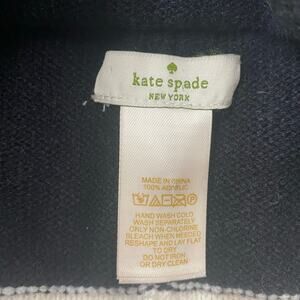 kate spade
NEW YORK
MADE IN CHINA
100% ACRYLIC
HAND WASH COLD
WASH SEPARATELY
ONLY NON-CHLORINE
BLEACH WHEN NEEDED
RESHAPE AND LAY FLAT
TO DRY
DO NOT IRON
OR DRY CLEAN